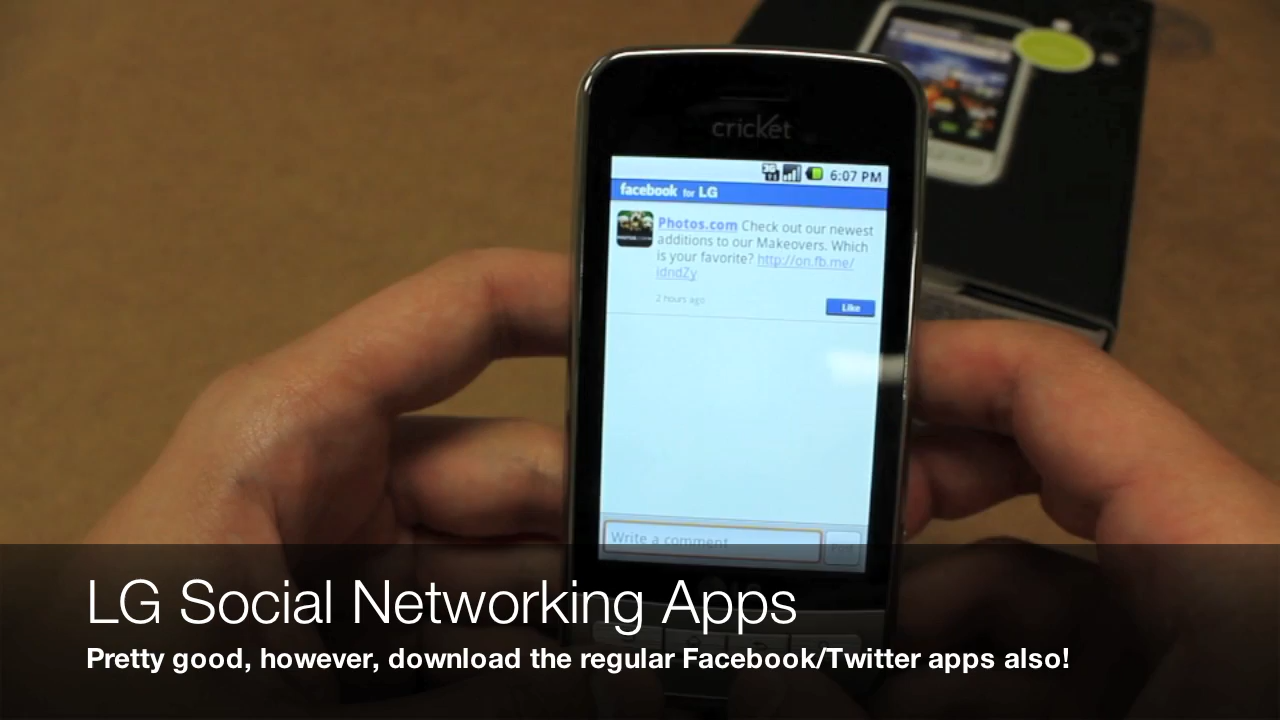 cricket
6:07 PM
facebook for LG
Photos.com Check out our newest
additions to our Makeovers. Which
is your favorite? http://on.fb.me/
idndZy
2 hours ago
Like
Write a comment
Post
LG Social Networking Apps
Pretty good, however, download the regular Facebook/Twitter apps also!